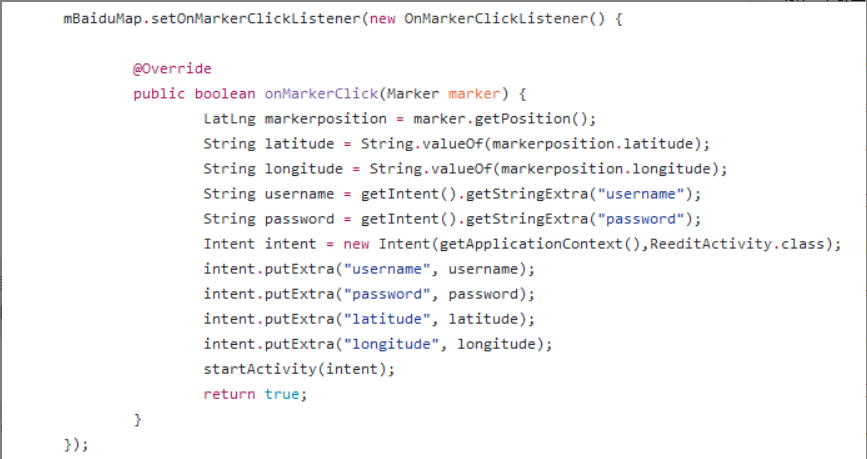 mBaiduMap.setOnMarkerClickListener(new OnMarkerClickListener() {
@Override
public boolean onMarkerClick(Marker marker) {
LatLng markerposition = marker.getPosition();
String latitude = String.valueOf(markerposition.latitude);
String longitude = String.valueOf(markerposition.longitude);
String username = getIntent().getStringExtra("username");
String password = getIntent().getStringExtra("password");
Intent intent = new Intent(getApplicationContext(),ReeditActivity.class);
intent.putExtra("username", username);
intent.putExtra("password", password);
intent.putExtra("latitude", latitude);
intent.putExtra("longitude", longitude);
startActivity(intent);
return true;
}
});